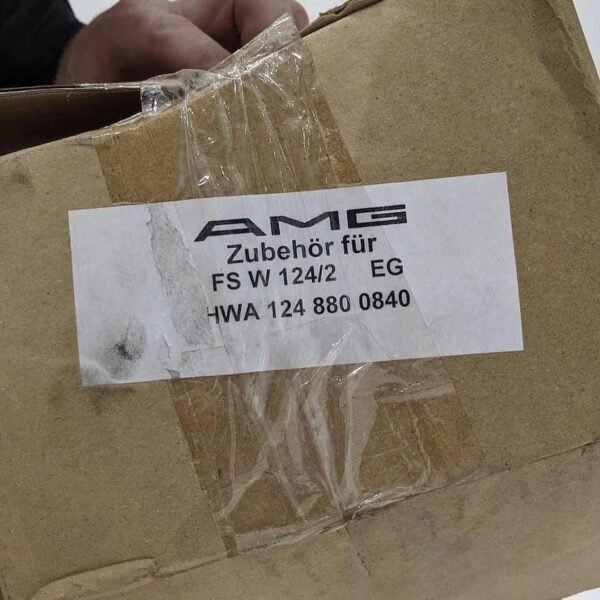 AMG
Zubehör für
FS W 124/2 EG
HWA 124 880 0840